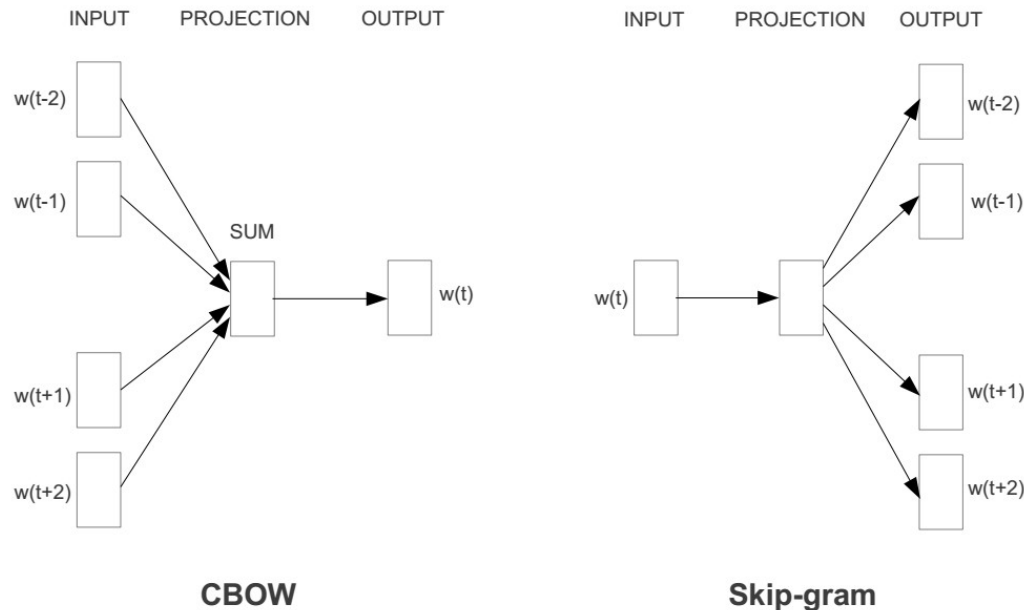 INPUT PROJECTION OUTPUT
w(t-2)
w(t-1)
SUM
w(t)
w(t+1)
w(t+2)
CBOW
INPUT PROJECTION OUTPUT
w(t-2)
w(t-1)
w(t)
w(t+1)
w(t+2)
Skip-gram